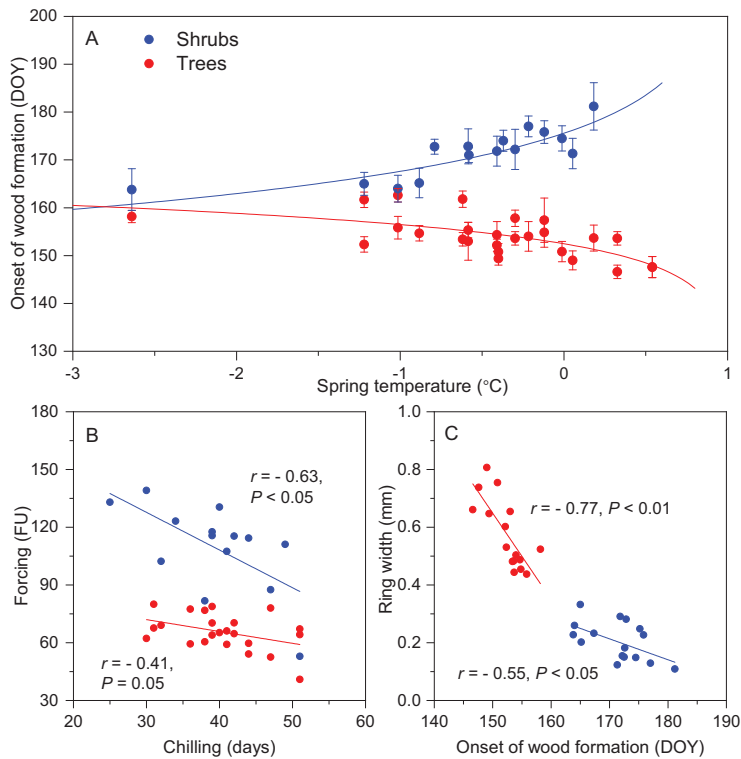 A
Shrubs
Trees
Onset of wood formation (DOY)
200
190
180
170
160
150
140
130
-3
-2
-1
0
1
Spring temperature (°C)
B
r = - 0.63,
P < 0.05
r = - 0.41,
P = 0.05
Forcing (FU)
180
150
120
90
60
30
20
30
40
50
60
Chilling (days)
C
r = - 0.77, P < 0.01
r = - 0.55, P < 0.05
Ring width (mm)
1.0
0.8
0.6
0.4
0.2
0.0
140
150
160
170
180
190
Onset of wood formation (DOY)